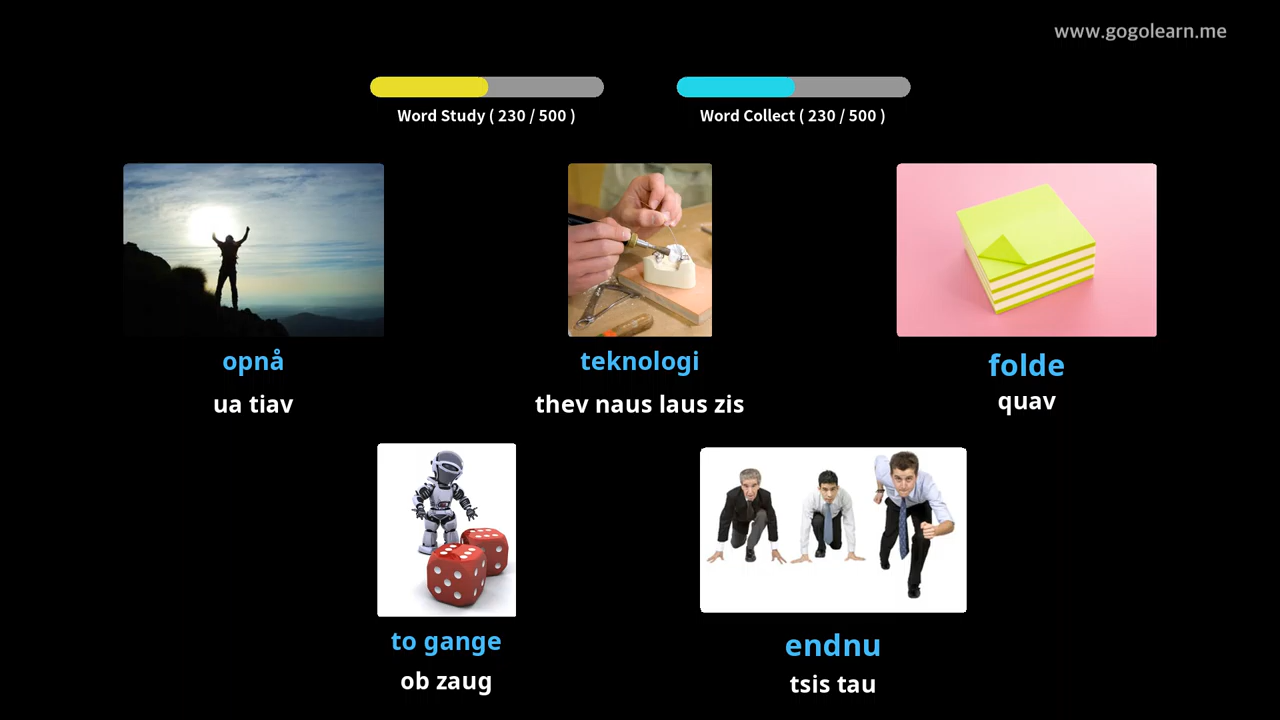 www.gogolearn.me
Word Study ( 230 / 500 )
Word Collect ( 230 / 500 )
opnå
teknologi
folde
ua tiav
thev naus laus zis
quav
to gange
endnu
ob zaug
tsis tau